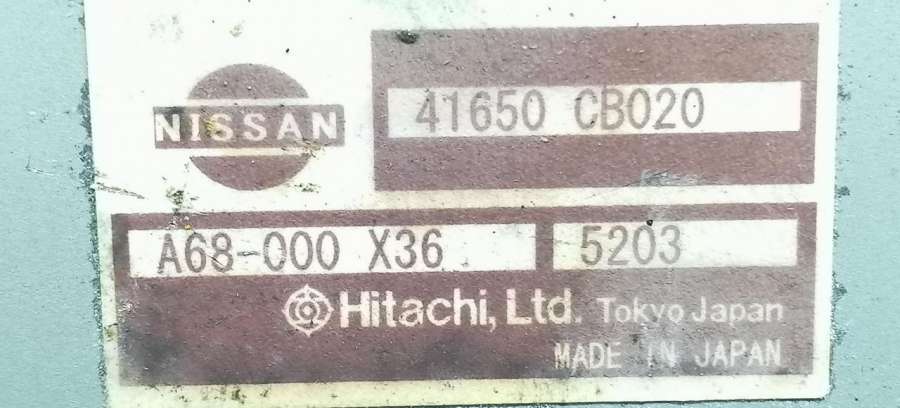 NISSAN
41650 CB020
A68-000 X36
5203
Hitachi, Ltd. Tokyo Japan
MADE IN JAPAN